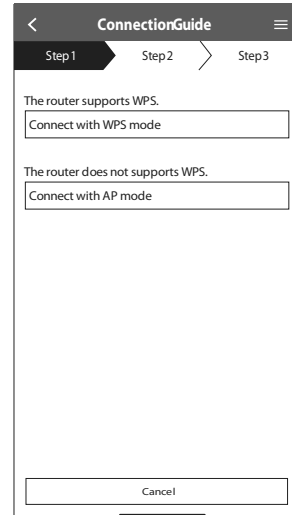 ConnectionGuide
Step1 Step2 Step3
The router supports WPS.
Connect with WPS mode
The router does not supports WPS.
Connect with AP mode
Cancel